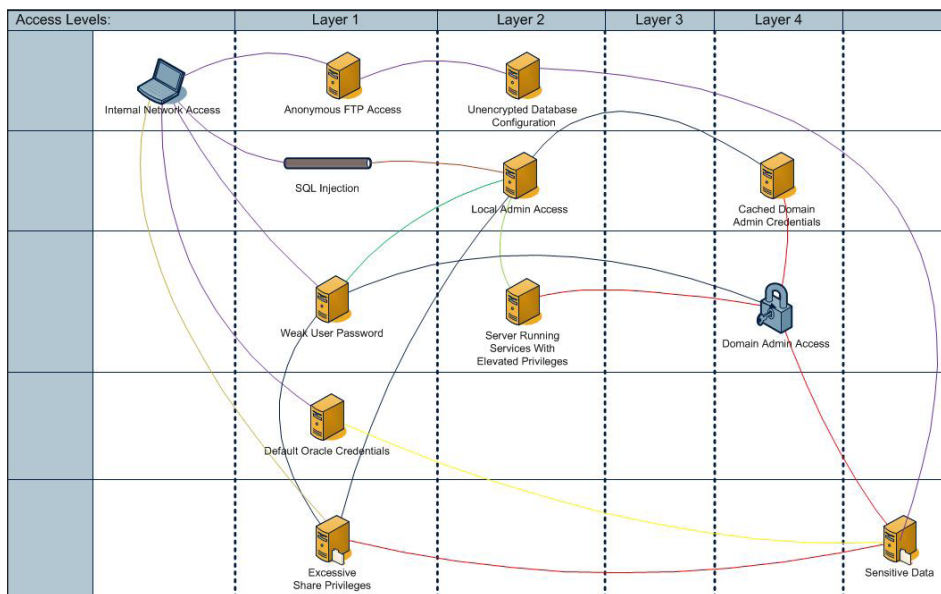 Access Levels:
Layer 1
Layer 2
Layer 3
Layer 4
Internal Network Access
Anonymous FTP Access
Unencrypted Database
Configuration
SQL Injection
Local Admin Access
Cached Domain
Admin Credentials
Weak User Password
Server Running
Services With
Elevated Privileges
Domain Admin Access
Default Oracle Credentials
Excessive
Share Privileges
Sensitive Data